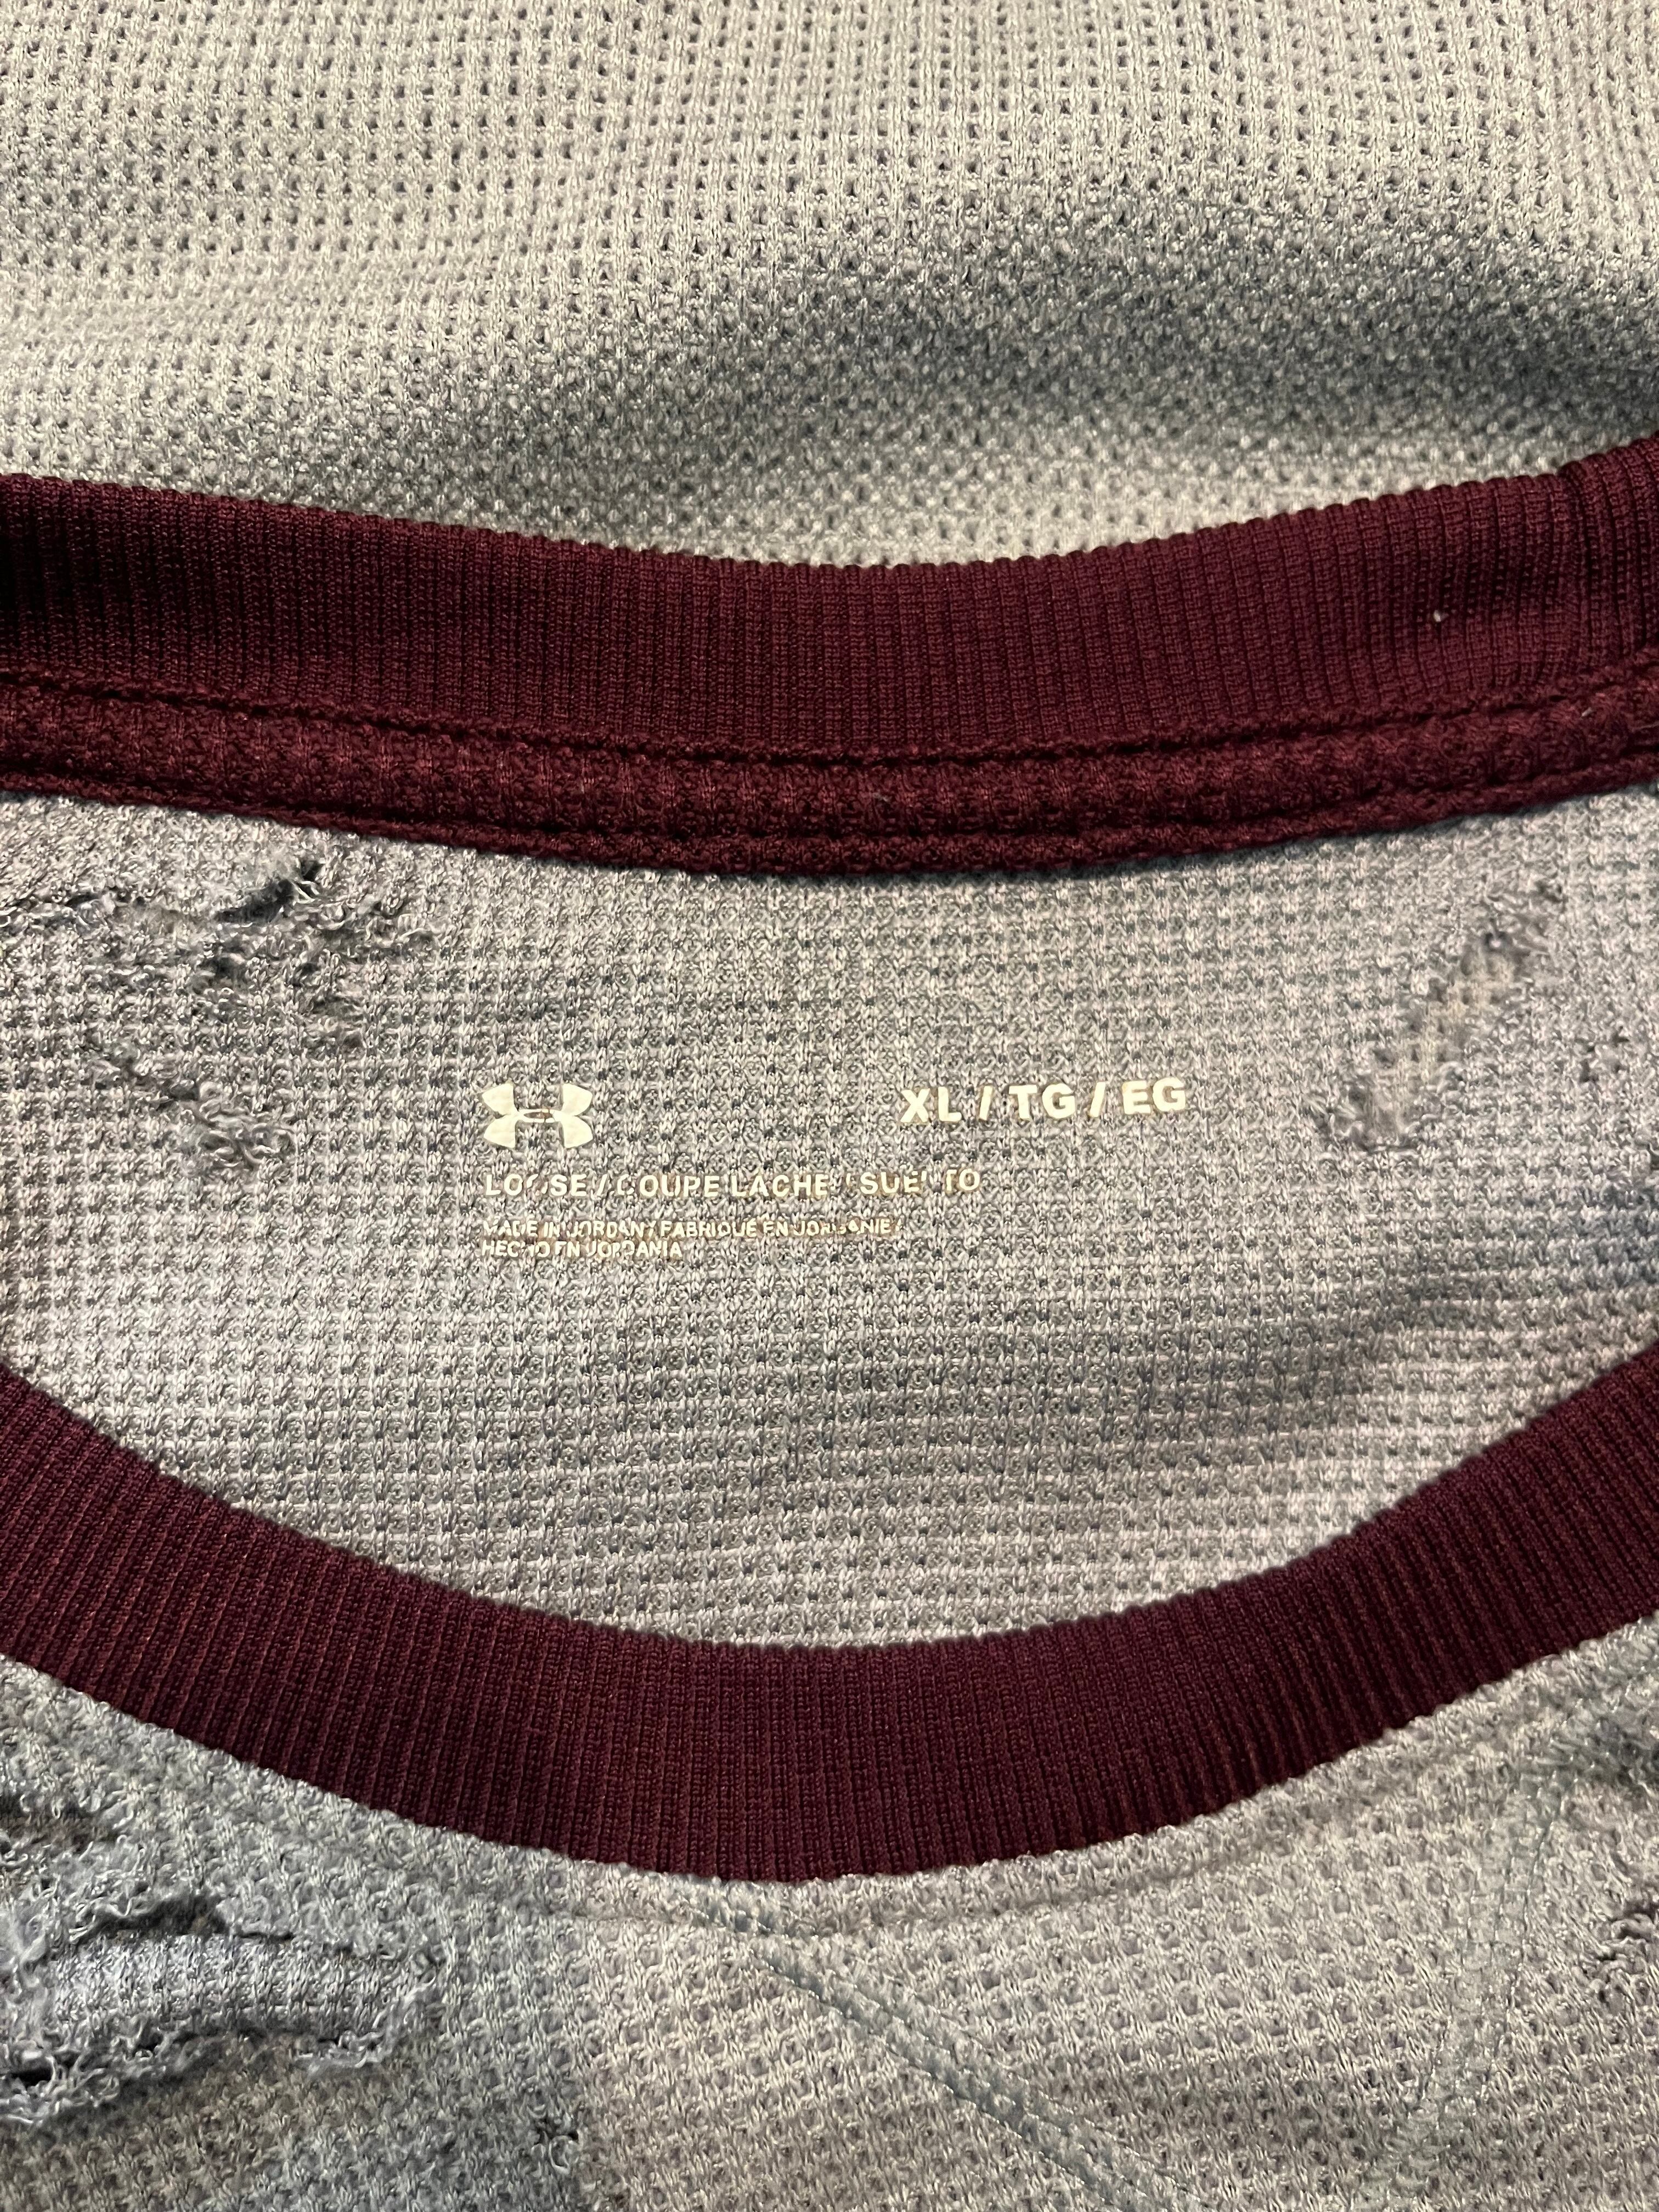 XL / TG / EG
LOOSE / COUPE LACHE / SUELTO
MADE IN JORDAN / FABRIQUE EN JORDANIE /
HECHO EN JORDANIA